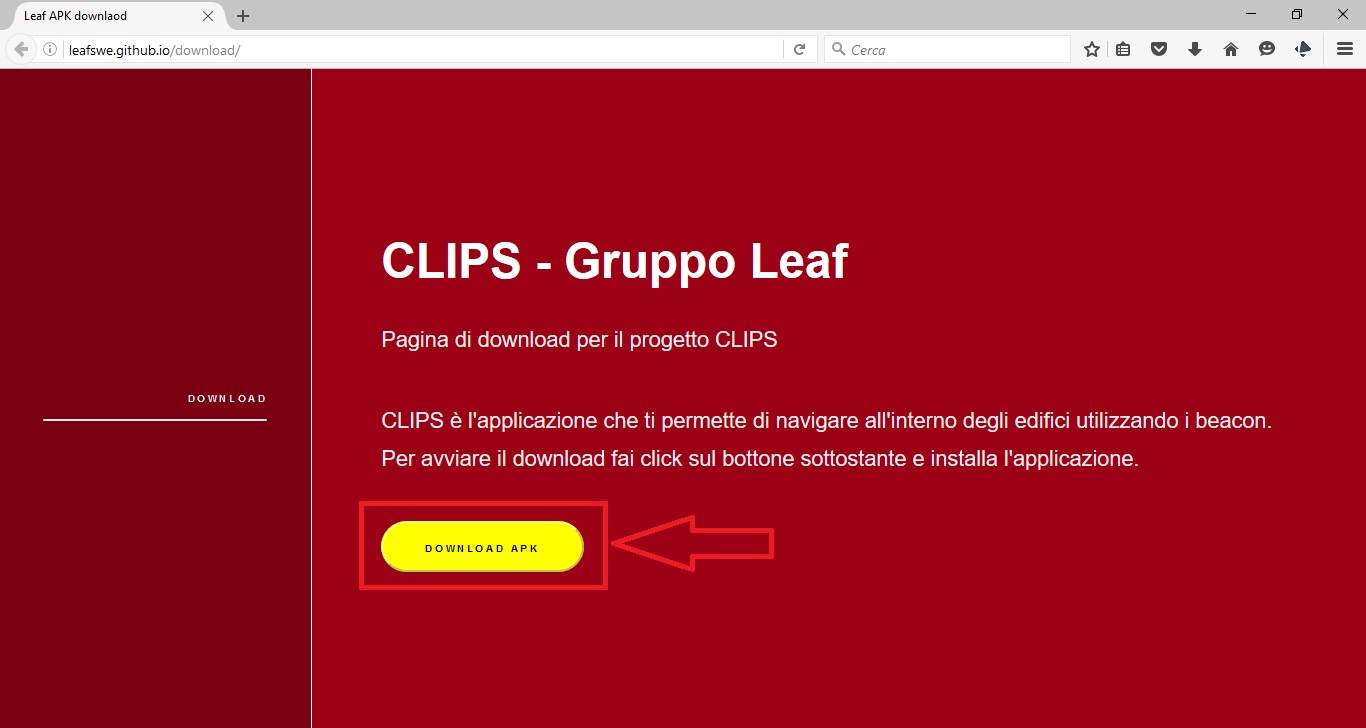 Leaf APK downlaod
leafswe.github.io/download/
Cerca
DOWNLOAD
CLIPS - Gruppo Leaf
Pagina di download per il progetto CLIPS
CLIPS è l'applicazione che ti permette di navigare all'interno degli edifici utilizzando i beacon.
Per avviare il download fai click sul bottone sottostante e installa l'applicazione.
DOWNLOAD APK